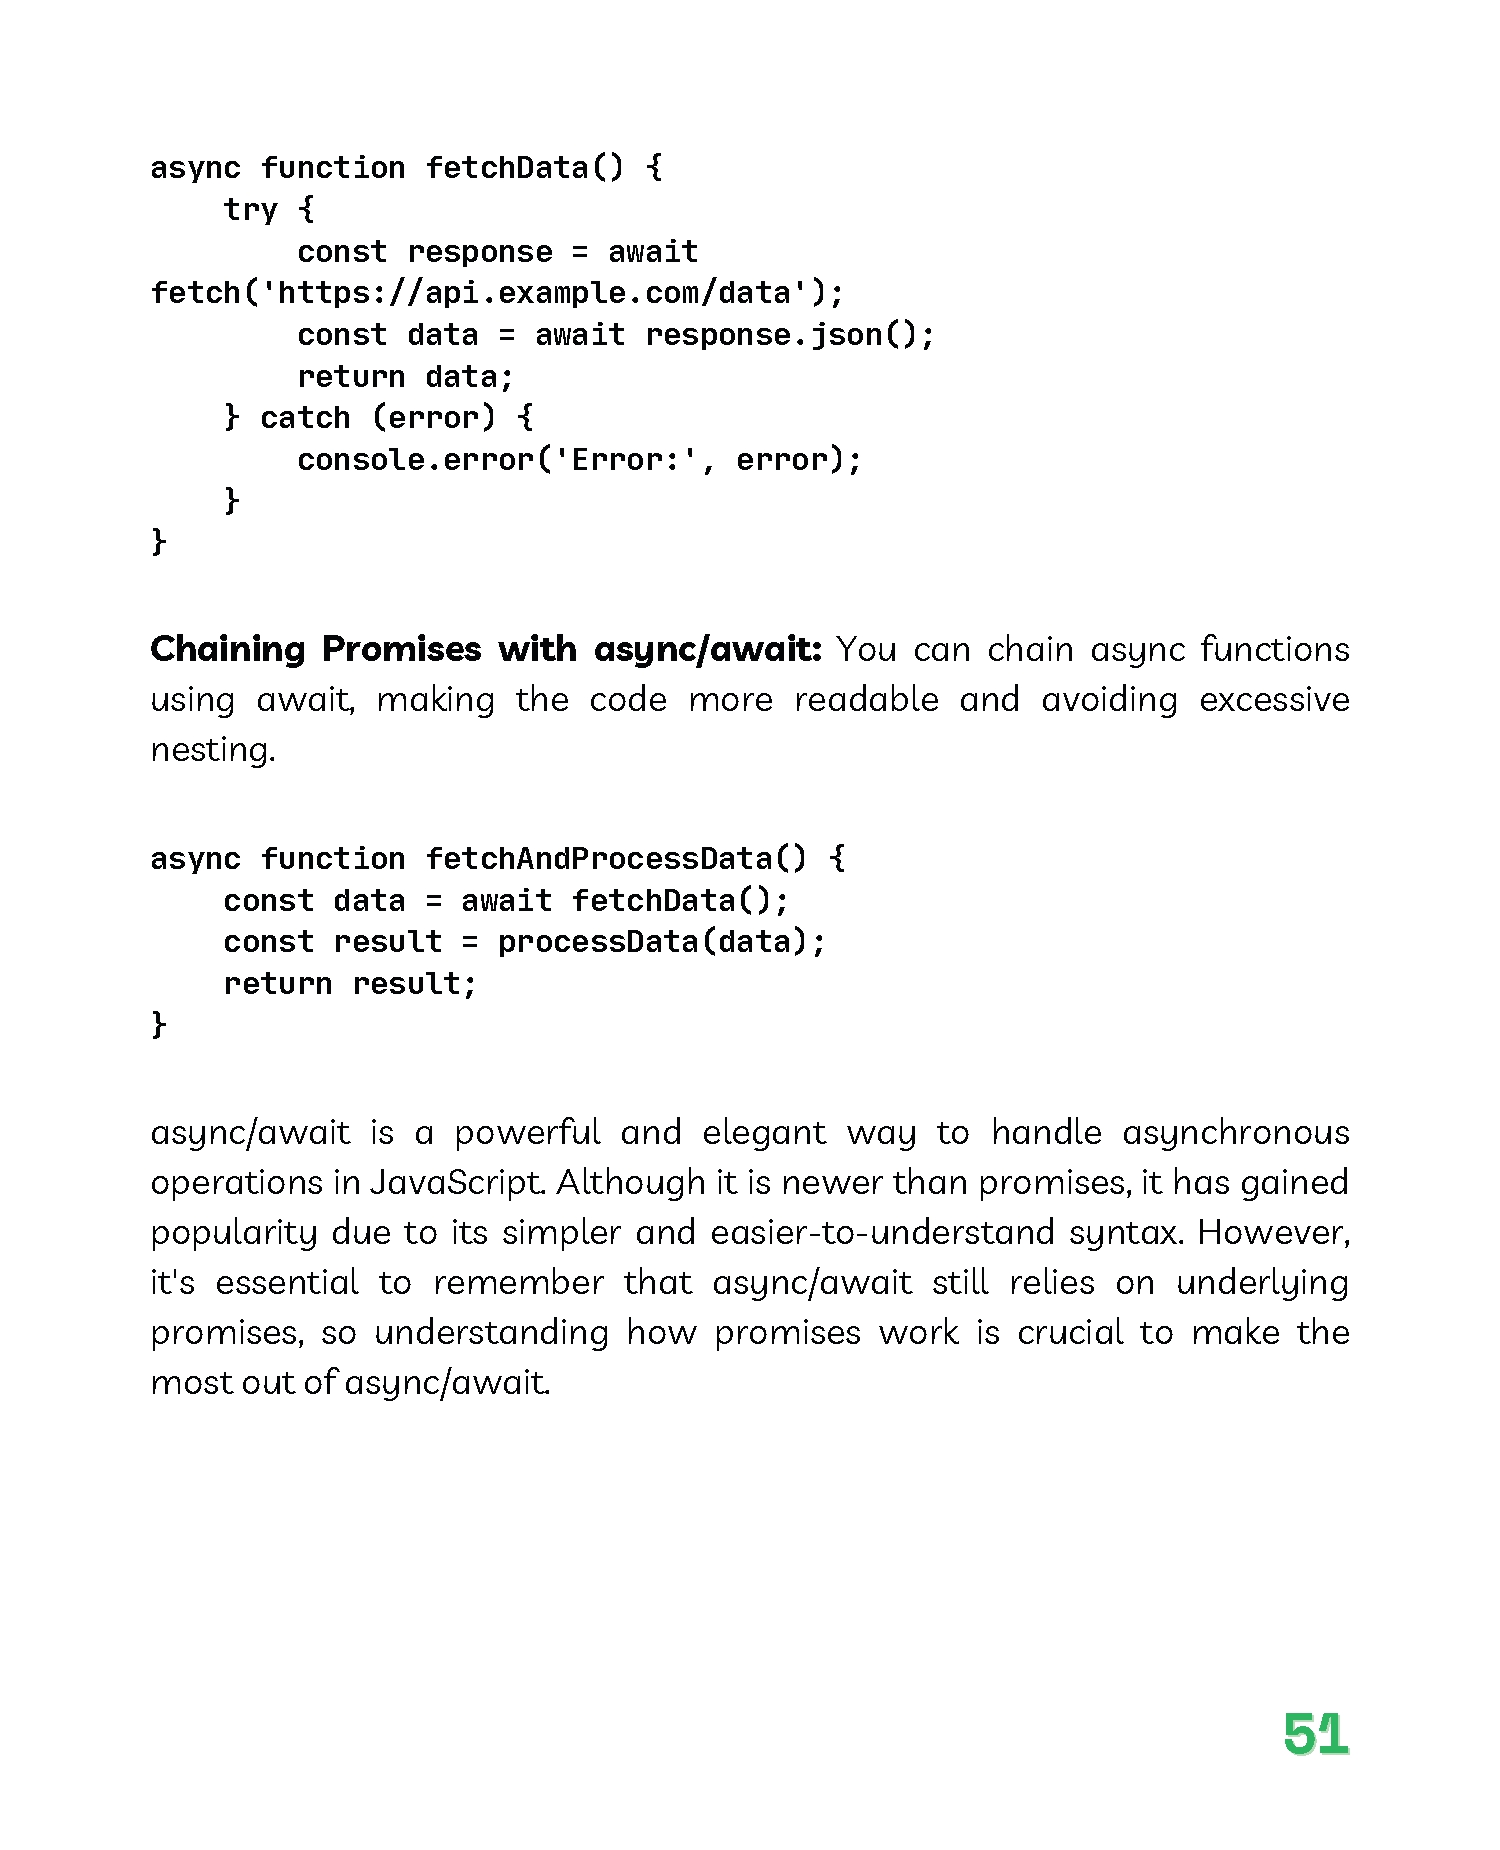 async function fetchData() {
    try {
        const response = await
fetch('https://api.example.com/data');
        const data = await response.json();
        return data;
    } catch (error) {
        console.error('Error:', error);
    }
}
Chaining Promises with async/await: You can chain async functions
using await, making the code more readable and avoiding excessive
nesting.
async function fetchAndProcessData() {
    const data = await fetchData();
    const result = processData(data);
    return result;
}
async/await is a powerful and elegant way to handle asynchronous
operations in JavaScript. Although it is newer than promises, it has gained
popularity due to its simpler and easier-to-understand syntax. However,
it's essential to remember that async/await still relies on underlying
promises, so understanding how promises work is crucial to make the
most out of async/await.
51